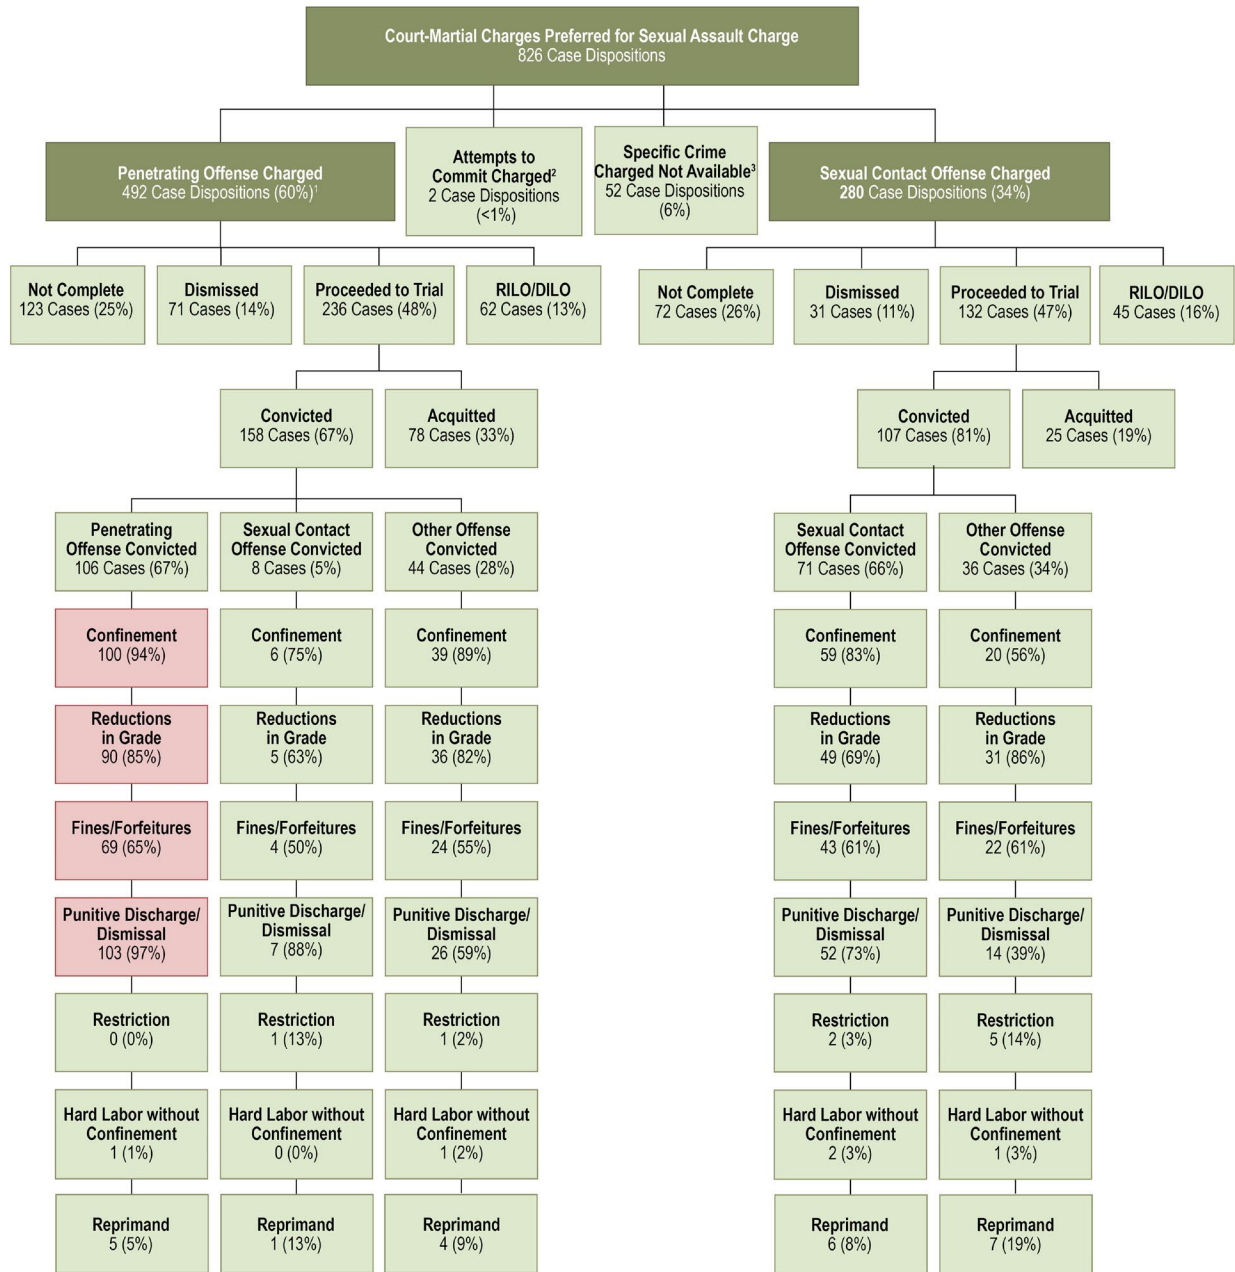 Court-Martial Charges Preferred for Sexual Assault Charge
826 Case Dispositions
Penetrating Offense Charged
492 Case Dispositions (60%)¹
Attempts to
Commit Charged²
2 Case Dispositions
(<1%)
Specific Crime
Charged Not Available³
52 Case Dispositions
(6%)
Sexual Contact Offense Charged
280 Case Dispositions (34%)
Not Complete
123 Cases (25%)
Dismissed
71 Cases (14%)
Proceeded to Trial
236 Cases (48%)
RILO/DILO
62 Cases (13%)
Not Complete
72 Cases (26%)
Dismissed
31 Cases (11%)
Proceeded to Trial
132 Cases (47%)
RILO/DILO
45 Cases (16%)
Convicted
158 Cases (67%)
Acquitted
78 Cases (33%)
Convicted
107 Cases (81%)
Acquitted
25 Cases (19%)
Penetrating
Offense Convicted
106 Cases (67%)
Sexual Contact
Offense Convicted
8 Cases (5%)
Other Offense
Convicted
44 Cases (28%)
Sexual Contact
Offense Convicted
71 Cases (66%)
Other Offense
Convicted
36 Cases (34%)
Confinement
100 (94%)
Confinement
6 (75%)
Confinement
39 (89%)
Confinement
59 (83%)
Confinement
20 (56%)
Reductions
in Grade
90 (85%)
Reductions
in Grade
5 (63%)
Reductions
in Grade
36 (82%)
Reductions
in Grade
49 (69%)
Reductions
in Grade
31 (86%)
Fines/Forfeitures
69 (65%)
Fines/Forfeitures
4 (50%)
Fines/Forfeitures
24 (55%)
Fines/Forfeitures
43 (61%)
Fines/Forfeitures
22 (61%)
Punitive Discharge/
Dismissal
103 (97%)
Punitive Discharge/
Dismissal
7 (88%)
Punitive Discharge/
Dismissal
26 (59%)
Punitive Discharge/
Dismissal
52 (73%)
Punitive Discharge/
Dismissal
14 (39%)
Restriction
0 (0%)
Restriction
1 (13%)
Restriction
1 (2%)
Restriction
2 (3%)
Restriction
5 (14%)
Hard Labor without
Confinement
1 (1%)
Hard Labor without
Confinement
0 (0%)
Hard Labor without
Confinement
1 (2%)
Hard Labor without
Confinement
2 (3%)
Hard Labor without
Confinement
1 (3%)
Reprimand
5 (5%)
Reprimand
1 (13%)
Reprimand
4 (9%)
Reprimand
6 (8%)
Reprimand
7 (19%)